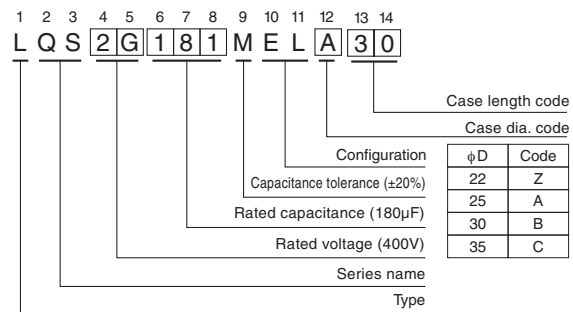 1 2 3 4 5 6 7 8 9 10 11 12 13 14
L Q S 2 G 1 8 1 M E L A 3 0
Case length code
Case dia. code
Configuration
Capacitance tolerance (±20%)
Rated capacitance (180µF)
Rated voltage (400V)
Series name
Type
ϕD Code
22 Z
25 A
30 B
35 C